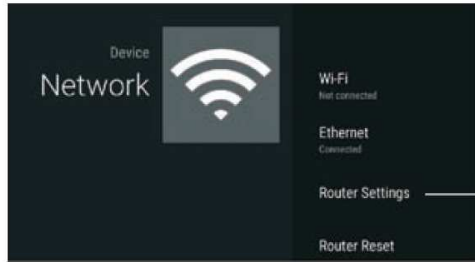 Device
Network
Wi-Fi
Not connected
Ethernet
Connected
Router Settings
Router Reset